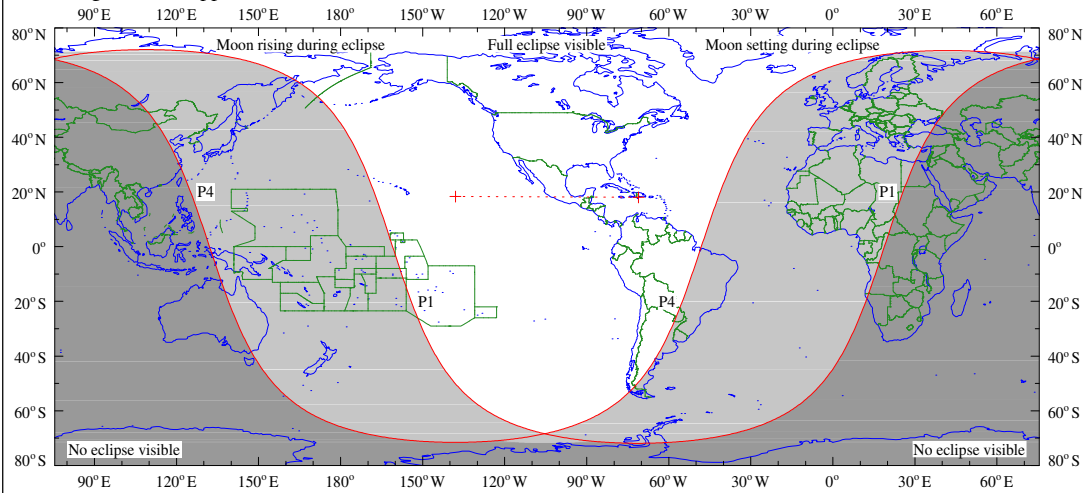 90°E 120°E 150°E 180° 150°W 120°W 90°W 60°W 30°W 0° 30°E 60°E
80°N 80°N
Moon rising during eclipse Full eclipse visible Moon setting during eclipse
60°N 60°N
40°N 40°N
20°N P4 P1 20°N
0° 0°
20°S P1 P4 20°S
40°S 40°S
60°S 60°S
No eclipse visible No eclipse visible
80°S 80°S
90°E 120°E 150°E 180° 150°W 120°W 90°W 60°W 30°W 0° 30°E 60°E